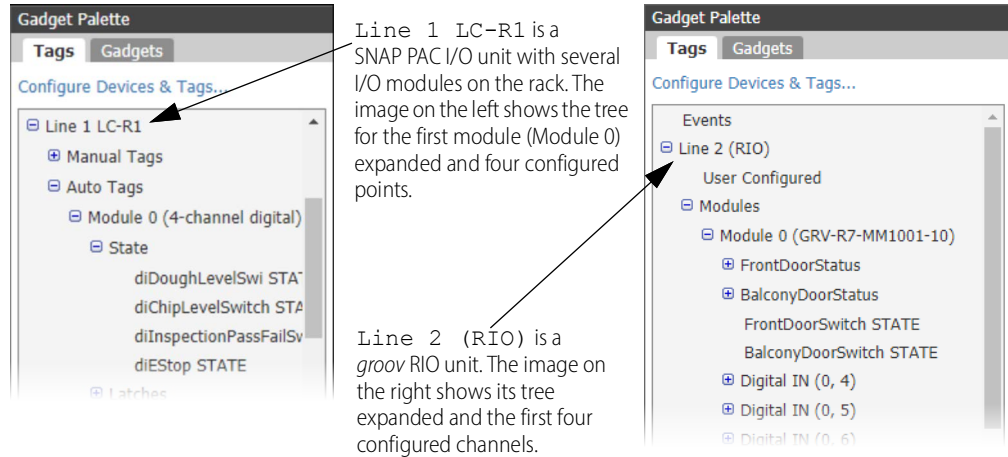 Gadget Palette
Tags Gadgets
Configure Devices & Tags...
Line 1 LC-R1
Manual Tags
Auto Tags
Module 0 (4-channel digital)
State
diDoughLevelSwi STAT
diChipLevelSwitch STA
diInspectionPassFailSw
diEStop STATE
Latches
Line 1 LC-R1 is a
SNAP PAC I/O unit with several
I/O modules on the rack. The
image on the left shows the tree
for the first module (Module 0)
expanded and four configured
points.
Line 2 (RIO) is a
groov RIO unit. The image on
the right shows its tree
expanded and the first four
configured channels.
Gadget Palette
Tags Gadgets
Configure Devices & Tags...
Events
Line 2 (RIO)
User Configured
Modules
Module 0 (GRV-R7-MM1001-10)
FrontDoorStatus
BalconyDoorStatus
FrontDoorSwitch STATE
BalconyDoorSwitch STATE
Digital IN (0, 4)
Digital IN (0, 5)
Digital IN (0, 6)